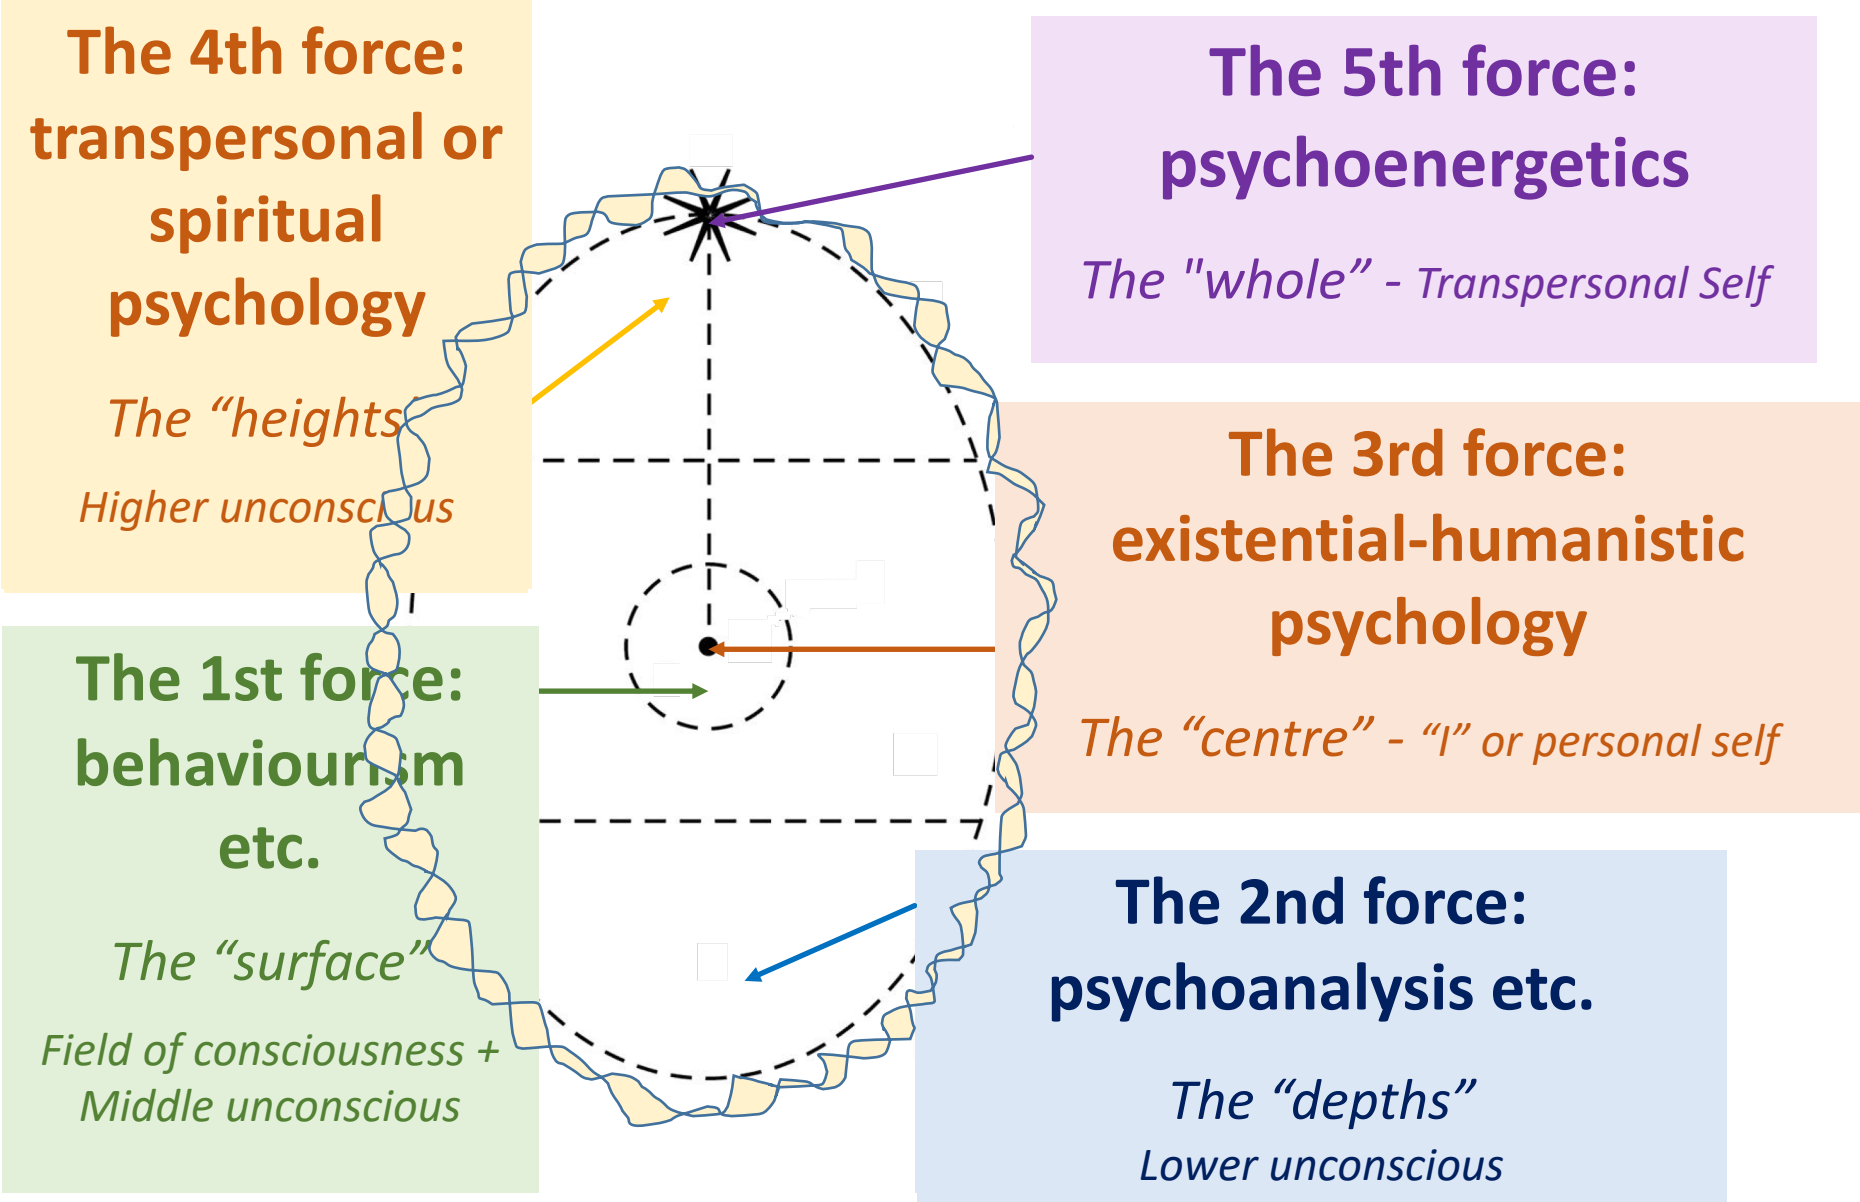 The 4th force:
transpersonal or
spiritual
psychology
The “heights”
Higher unconscious
The 5th force:
psychoenergetics
The "whole” - Transpersonal Self
The 3rd force:
existential-humanistic
psychology
The “centre” - “I” or personal self
The 1st force:
behaviourism
etc.
The “surface”
Field of consciousness +
Middle unconscious
The 2nd force:
psychoanalysis etc.
The “depths”
Lower unconscious